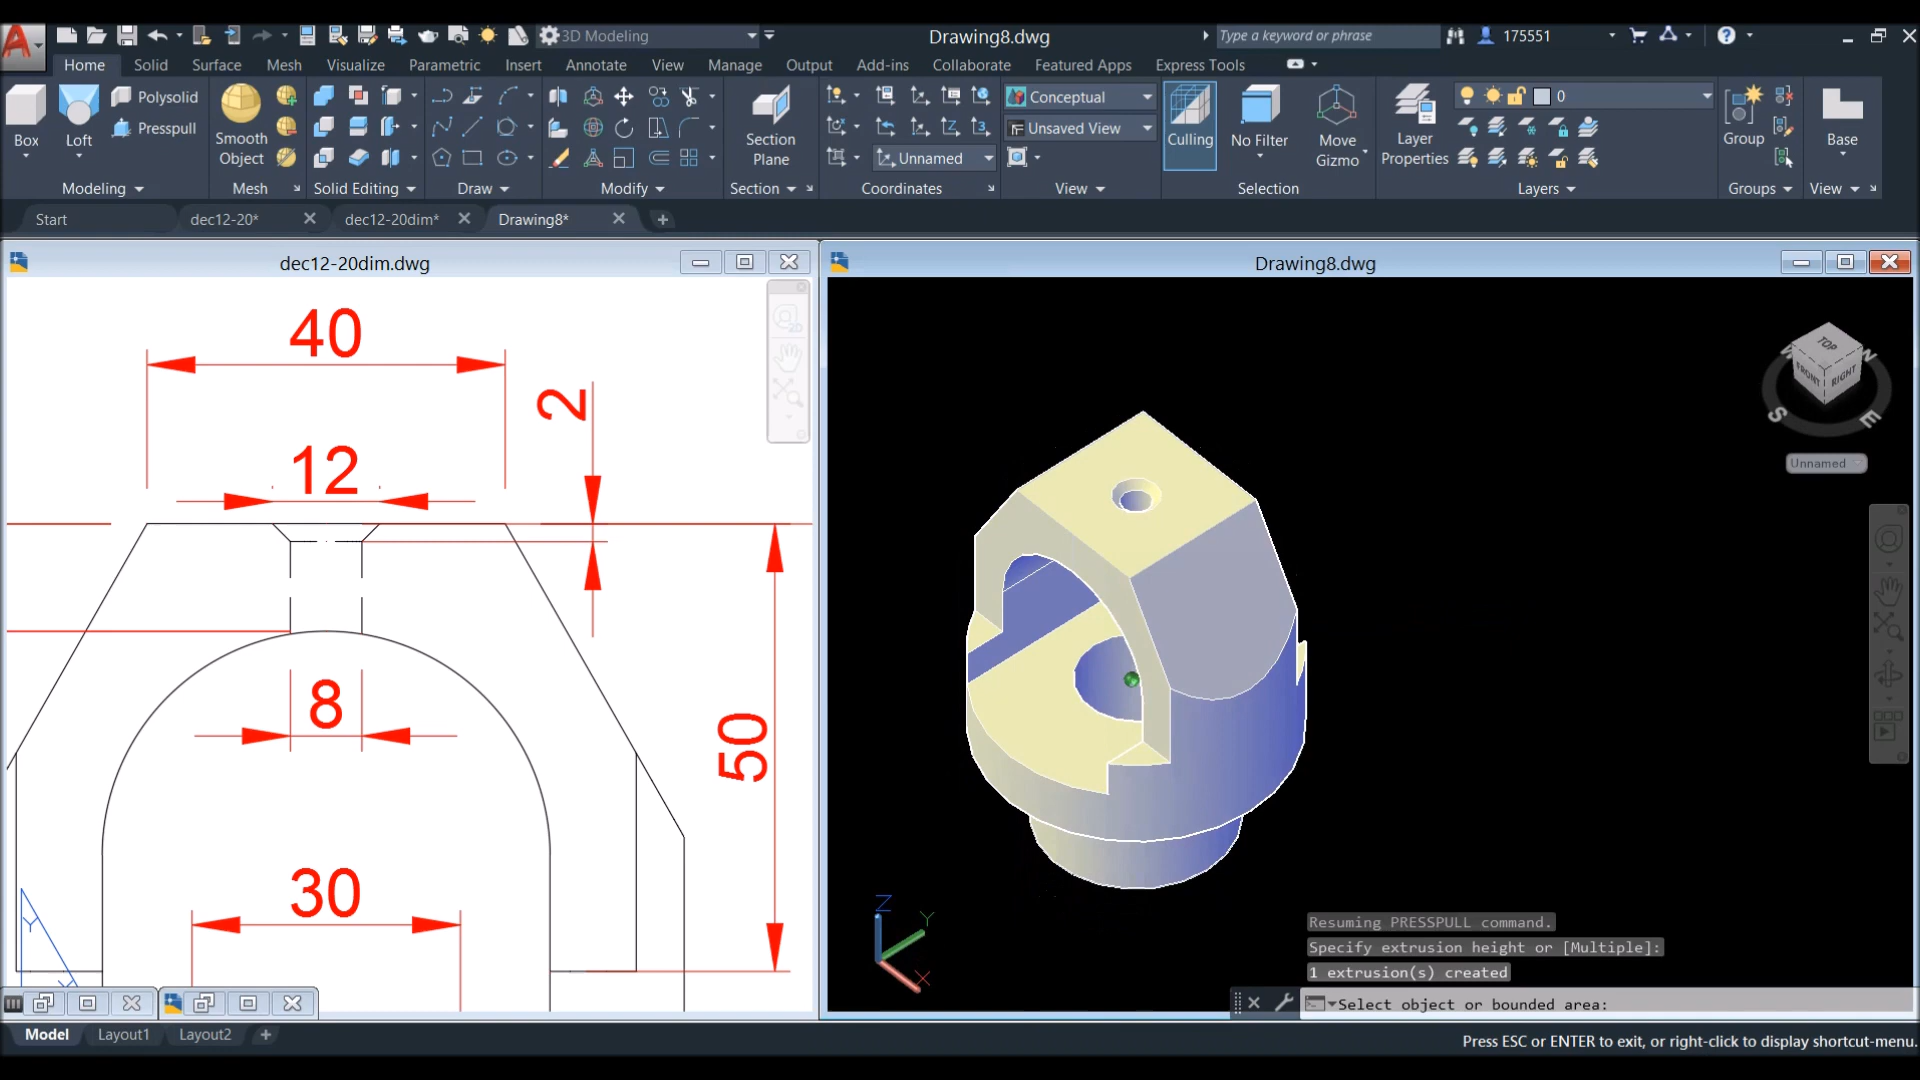 3D Modeling
Drawing8.dwg
Type a keyword or phrase
175551
Home Solid Surface Mesh Visualize Parametric Insert Annotate View Manage Output Add-ins Collaborate Featured Apps Express Tools
Polysolid
Presspull
Box
Loft
Smooth
Object
Section
Plane
Conceptual
Unsaved View
Unnamed
Culling
No Filter
Move
Gizmo
Layer
Properties
0
Group
Base
Modeling
Mesh
Solid Editing
Draw
Modify
Section
Coordinates
View
Selection
Layers
Groups
View
Start
dec12-20*
dec12-20dim*
Drawing8*
dec12-20dim.dwg
Drawing8.dwg
40
2
12
8
50
30
Y
TOP
FRONT
RIGHT
W
N
S
E
Unnamed
Z
Y
X
Resuming PRESSPULL command.
Specify extrusion height or [Multiple]:
1 extrusion(s) created
Select object or bounded area:
Model
Layout1
Layout2
Press ESC or ENTER to exit, or right-click to display shortcut-menu.